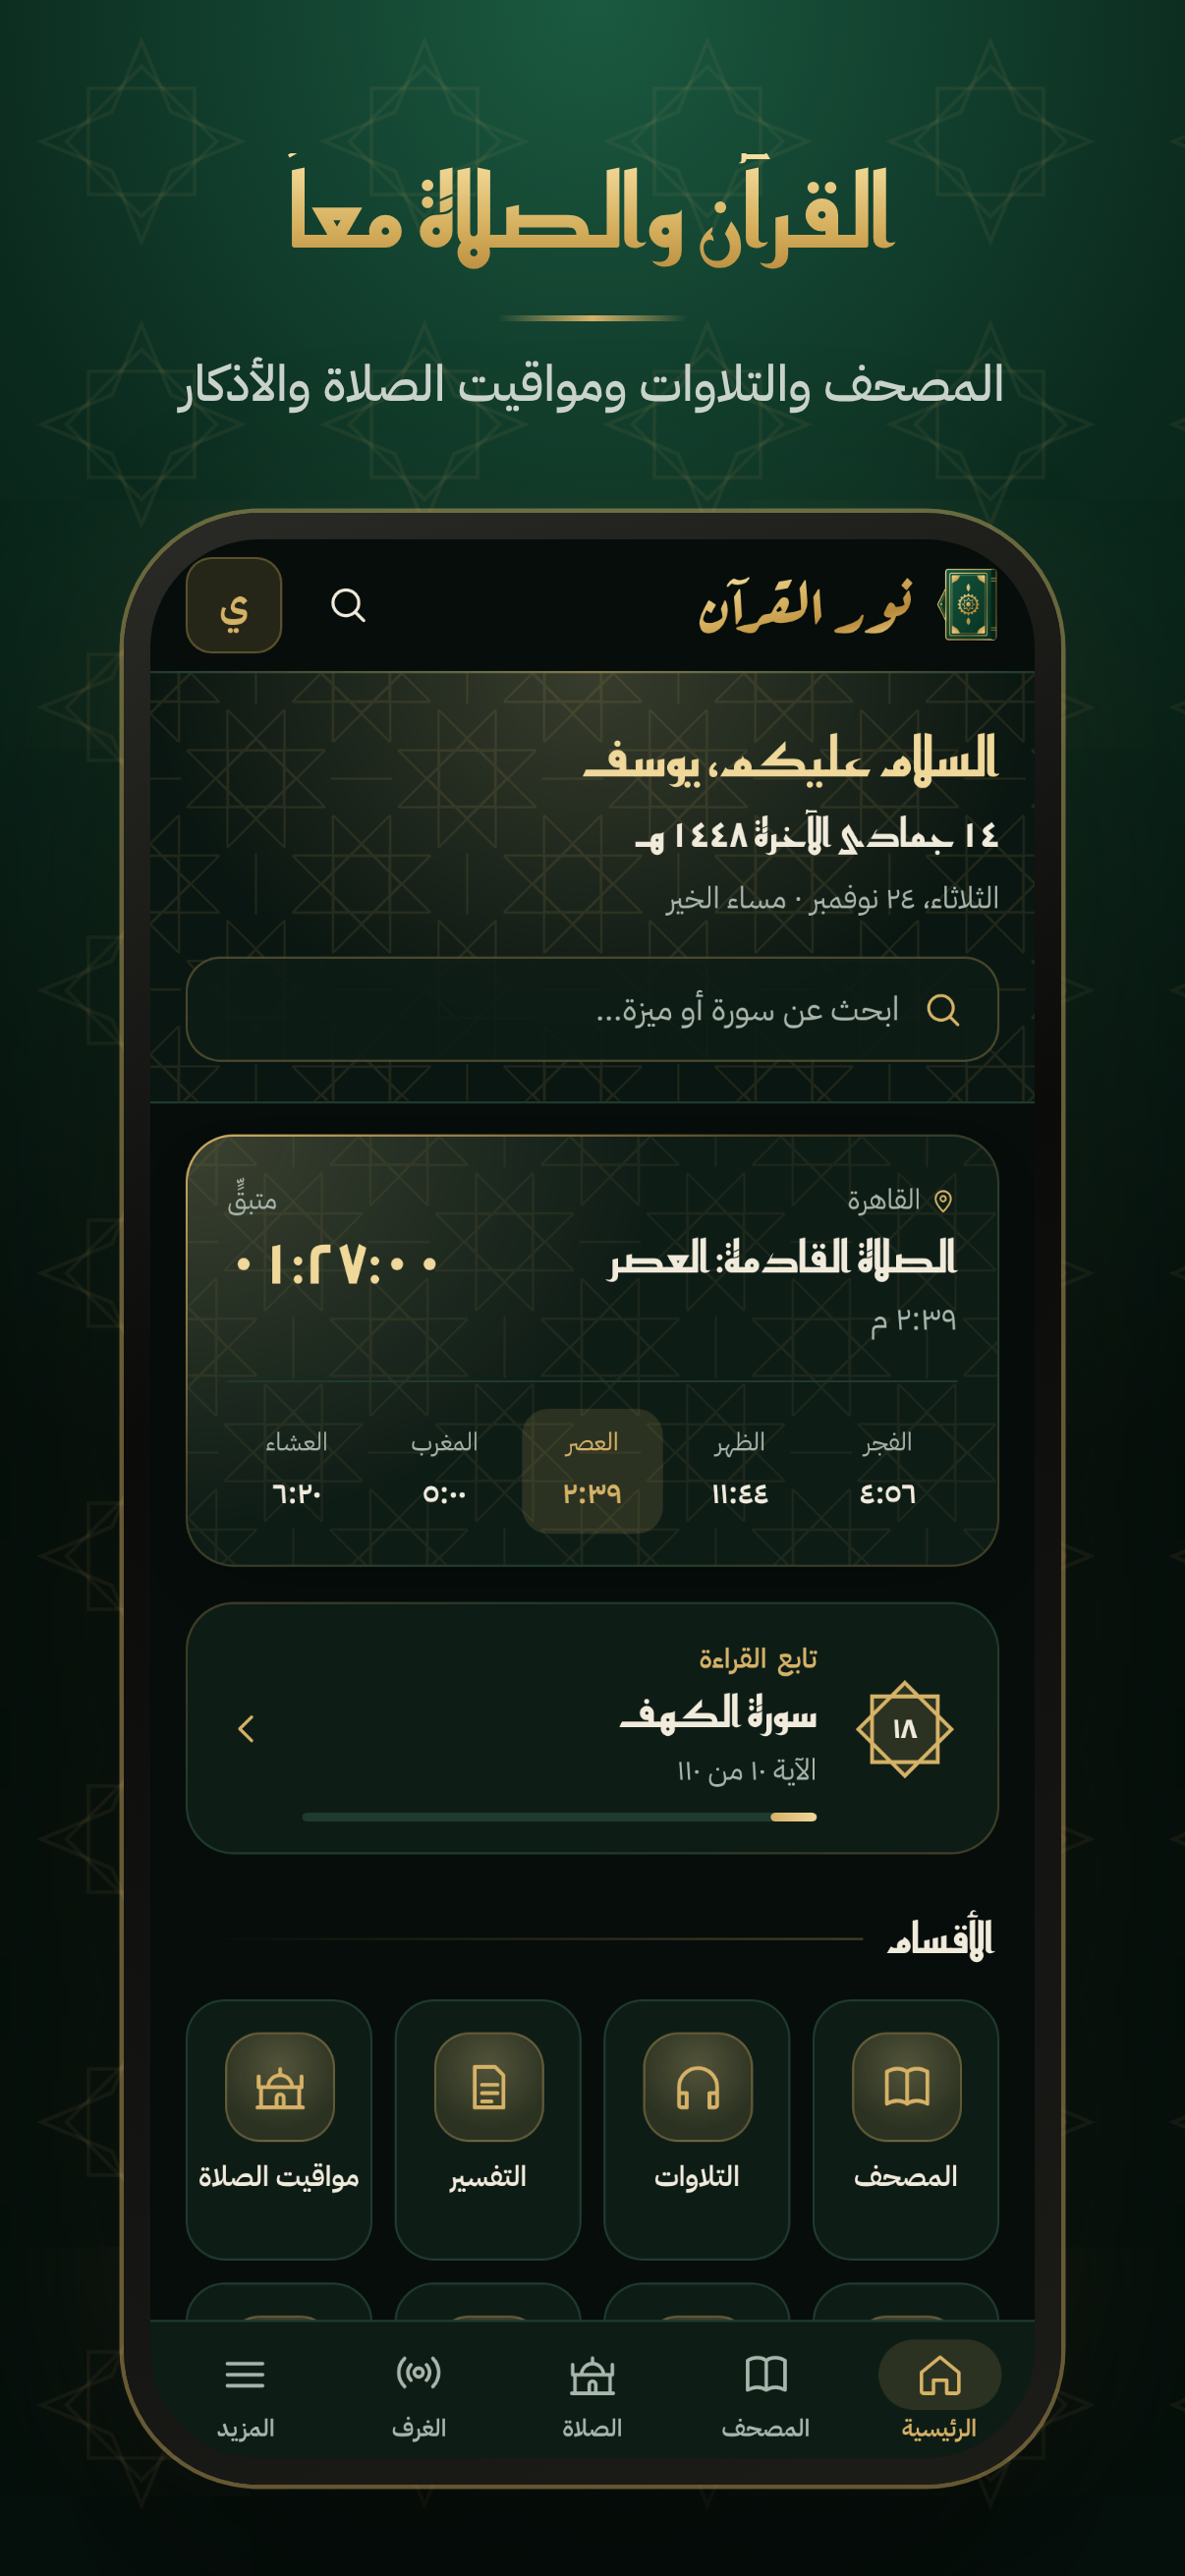 القرآن والصلاة معاً
المصحف والتلاوات ومواقيت الصلاة والأذكار
نور القرآن
ي
السلام عليكم، يوسف
١٤ جمادى الآخرة ١٤٤٨ هـ
الثلاثاء، ٢٤ نوفمبر · مساء الخير
ابحث عن سورة أو ميزة...
القاهرة
متبقٍّ
الصلاة القادمة: العصر
٠١:٢٧:٠٠
٢:٣٩ م
الفجر
٤:٥٦
الظهر
١١:٤٤
العصر
٢:٣٩
المغرب
٥:٠٠
العشاء
٦:٢٠
تابع القراءة
سورة الكهف
١٨
الآية ١٠ من ١١٠
الأقسام
المصحف
التلاوات
التفسير
مواقيت الصلاة
الرئيسية
المصحف
الصلاة
الغرف
المزيد